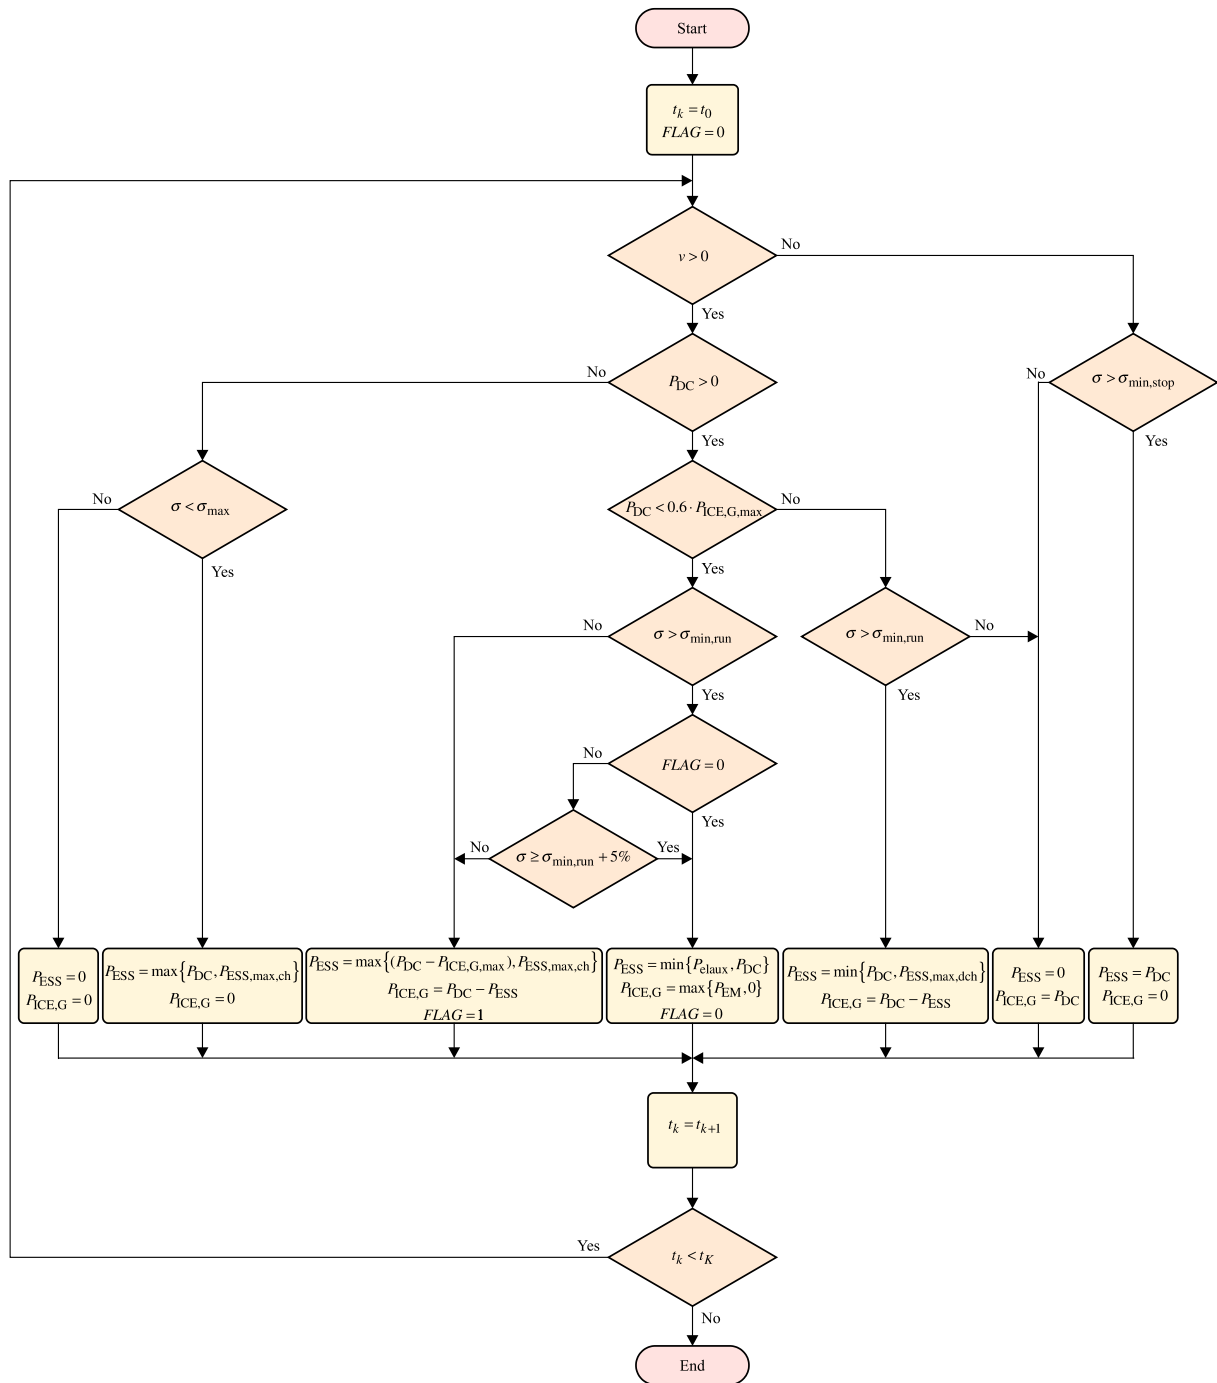 Start
t_k = t_0
FLAG = 0
v > 0
No
Yes
P_DC > 0
No
Yes
σ > σ_min,stop
No
Yes
σ < σ_max
No
Yes
P_DC < 0.6 · P_ICE,G,max
No
Yes
σ > σ_min,run
No
Yes
σ > σ_min,run
No
Yes
FLAG = 0
No
Yes
σ ≥ σ_min,run + 5%
No
Yes
P_ESS = 0
P_ICE,G = 0
P_ESS = max{P_DC, P_ESS,max,ch}
P_ICE,G = 0
P_ESS = max{(P_DC − P_ICE,G,max), P_ESS,max,ch}
P_ICE,G = P_DC − P_ESS
FLAG = 1
P_ESS = min{P_elaux, P_DC}
P_ICE,G = max{P_EM, 0}
FLAG = 0
P_ESS = min{P_DC, P_ESS,max,dch}
P_ICE,G = P_DC − P_ESS
P_ESS = 0
P_ICE,G = P_DC
P_ESS = P_DC
P_ICE,G = 0
t_k = t_k+1
t_k < t_K
Yes
No
End